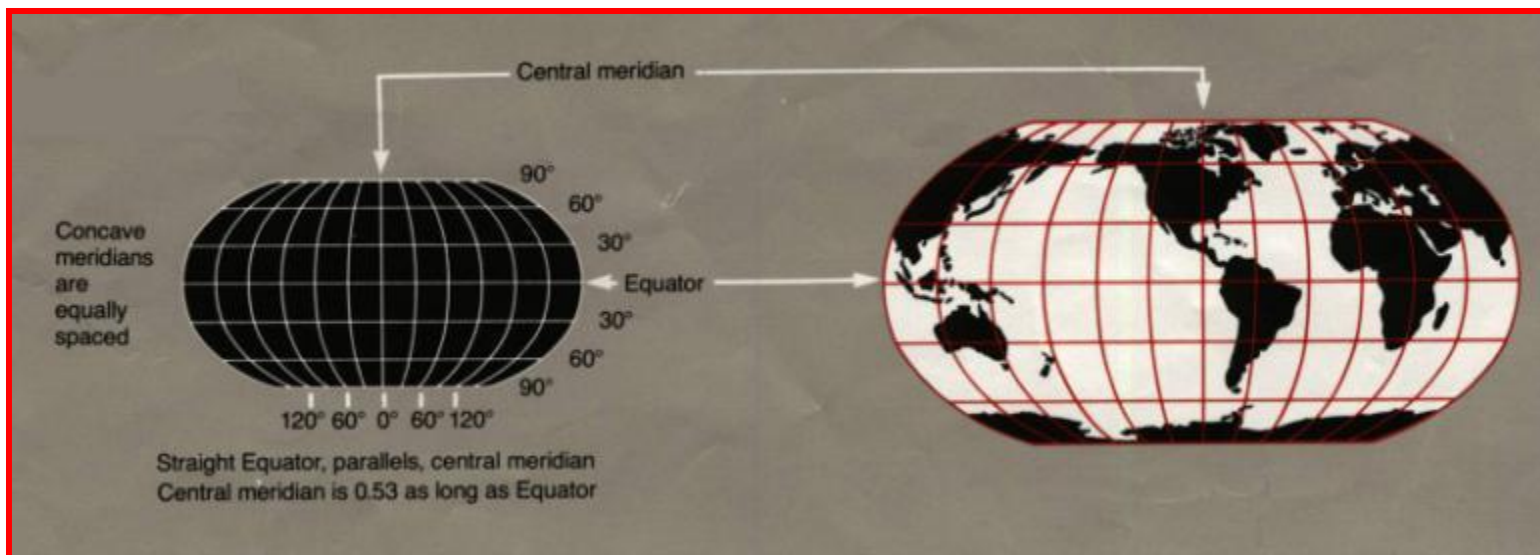 Central meridian
90°
60°
30°
Equator
30°
60°
90°
Concave
meridians
are
equally
spaced
120° 60° 0° 60° 120°
Straight Equator, parallels, central meridian
Central meridian is 0.53 as long as Equator